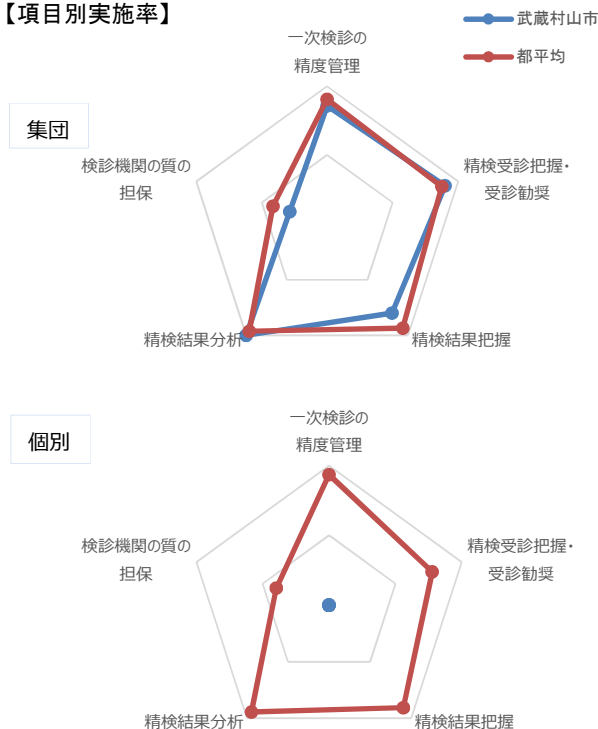 【項目別実施率】
武蔵村山市
都平均
集団
一次検診の
精度管理
精検受診把握・
受診勧奨
精検結果把握
精検結果分析
検診機関の質の
担保
個別
一次検診の
精度管理
精検受診把握・
受診勧奨
精検結果把握
精検結果分析
検診機関の質の
担保